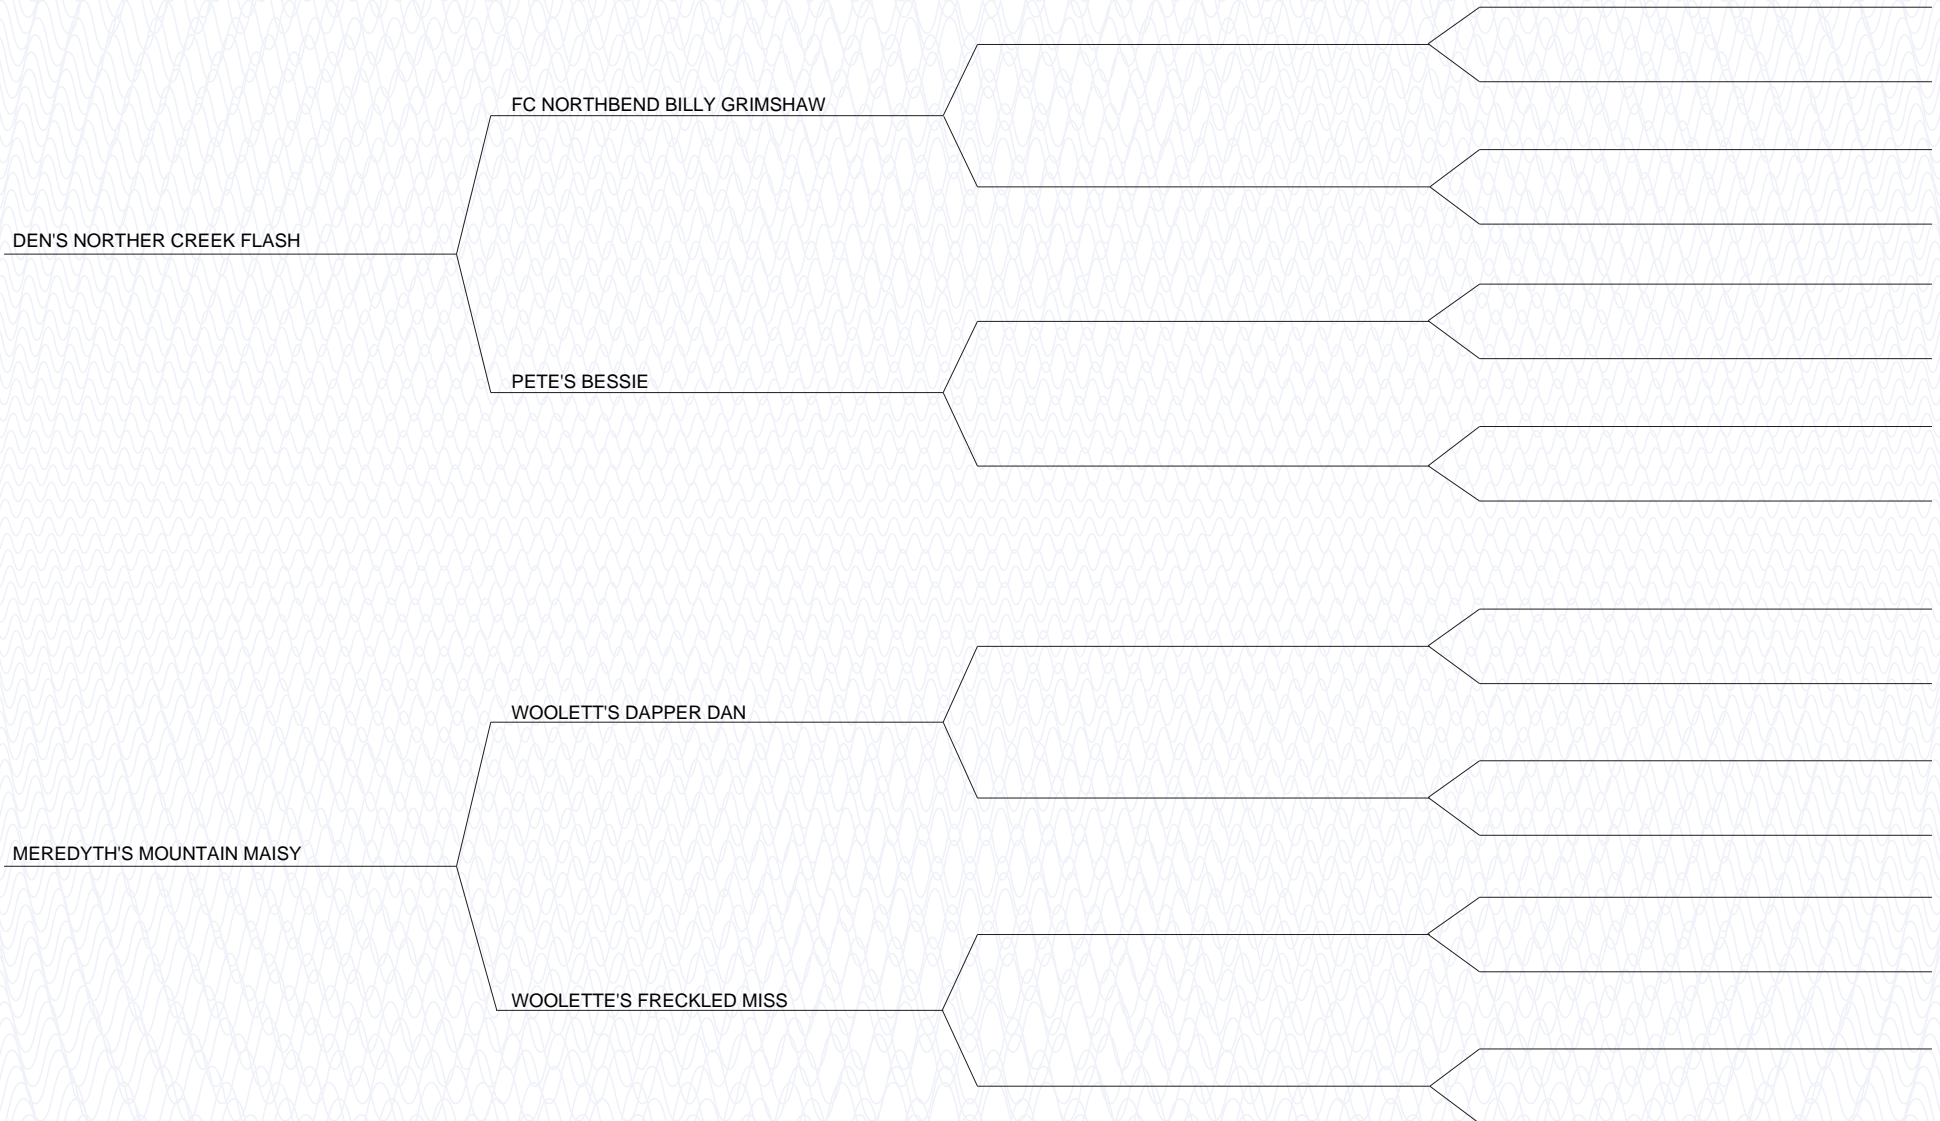 FC NORTHBEND BILLY GRIMSHAW
DEN'S NORTHER CREEK FLASH
PETE'S BESSIE
WOOLETT'S DAPPER DAN
MEREDYTH'S MOUNTAIN MAISY
WOOLETTE'S FRECKLED MISS